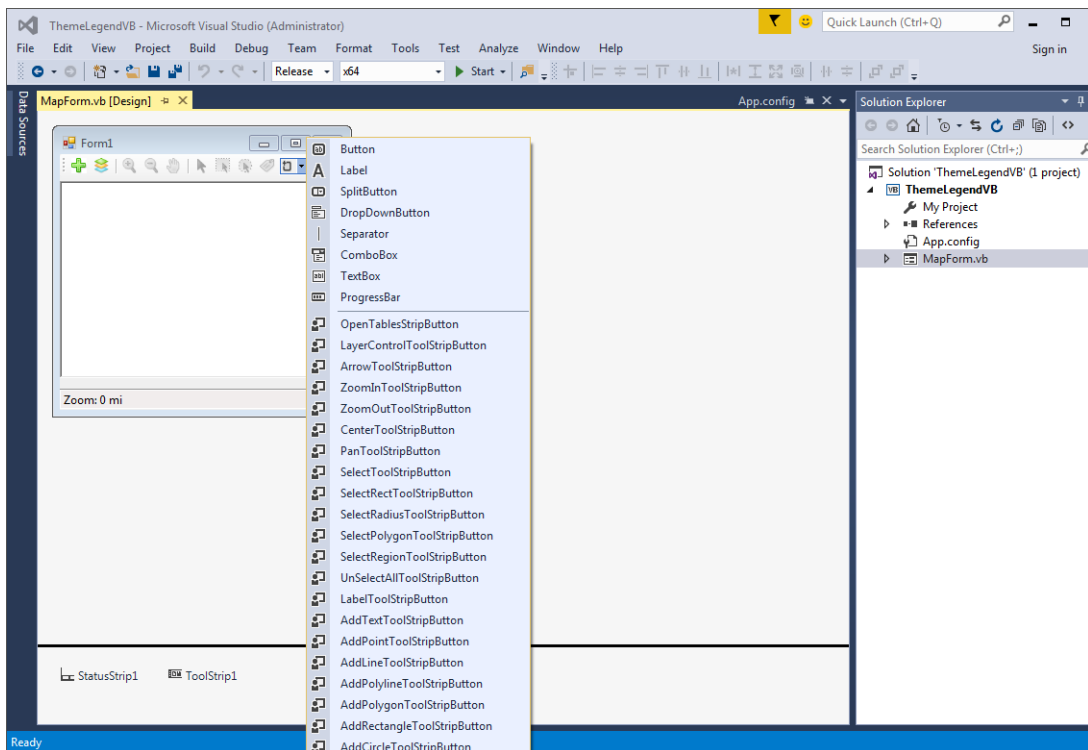 ThemeLegendVB - Microsoft Visual Studio (Administrator)
Quick Launch (Ctrl+Q)
File Edit View Project Build Debug Team Format Tools Test Analyze Window Help
Sign in
Release x64 Start
Data Sources
MapForm.vb [Design]
App.config
Form1
Zoom: 0 mi
Button
Label
SplitButton
DropDownButton
Separator
ComboBox
TextBox
ProgressBar
OpenTablesStripButton
LayerControlToolStripButton
ArrowToolStripButton
ZoomInToolStripButton
ZoomOutToolStripButton
CenterToolStripButton
PanToolStripButton
SelectToolStripButton
SelectRectToolStripButton
SelectRadiusToolStripButton
SelectPolygonToolStripButton
SelectRegionToolStripButton
UnSelectAllToolStripButton
LabelToolStripButton
AddTextToolStripButton
AddPointToolStripButton
AddLineToolStripButton
AddPolylineToolStripButton
AddPolygonToolStripButton
AddRectangleToolStripButton
AddCircleToolStripButton
StatusStrip1
ToolStrip1
Solution Explorer
Search Solution Explorer (Ctrl+;)
Solution 'ThemeLegendVB' (1 project)
VB ThemeLegendVB
My Project
References
App.config
MapForm.vb
Ready